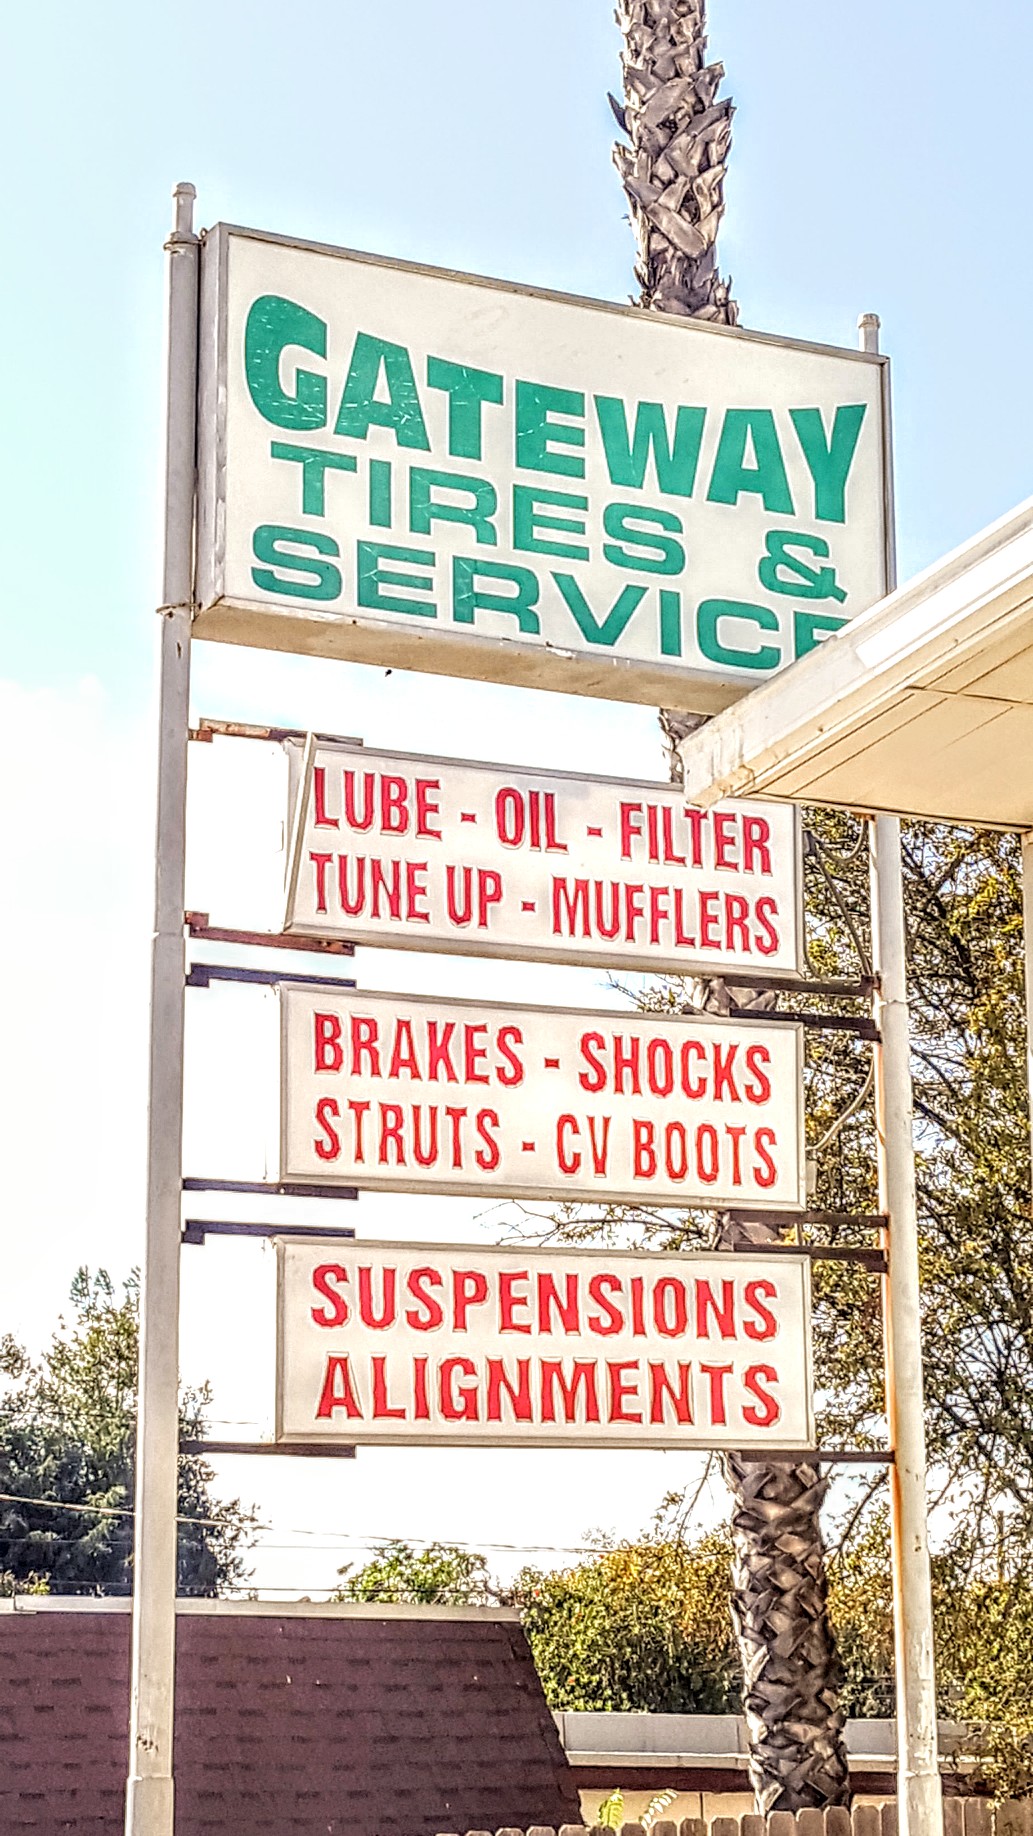 GATEWAY
TIRES &
SERVICE
LUBE - OIL - FILTER
TUNE UP - MUFFLERS
BRAKES - SHOCKS
STRUTS - CV BOOTS
SUSPENSIONS
ALIGNMENTS